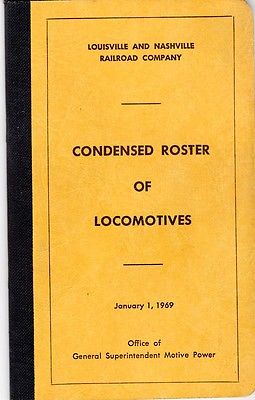 LOUISVILLE AND NASHVILLE
RAILROAD COMPANY
CONDENSED ROSTER
OF
LOCOMOTIVES
January 1, 1969
Office of
General Superintendent Motive Power